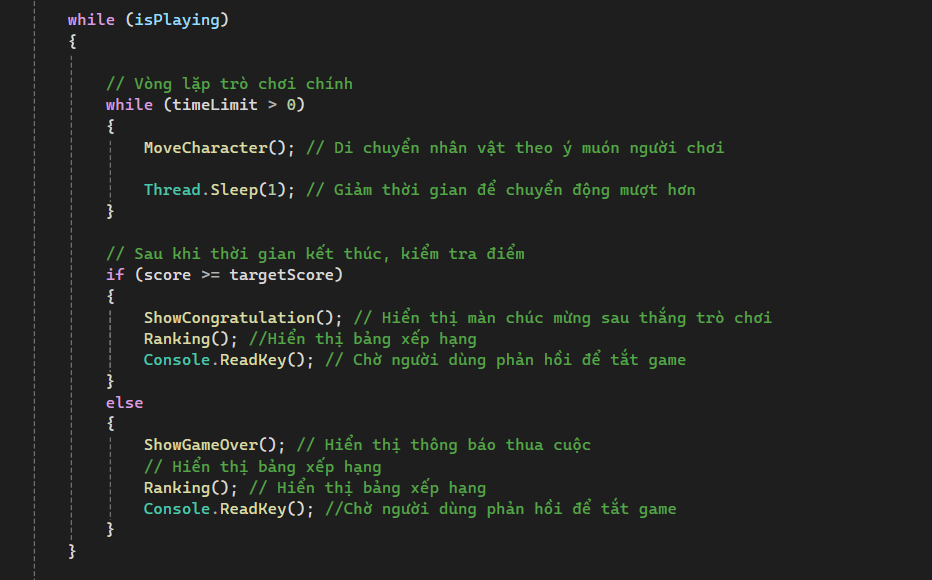 while (isPlaying)
{
// Vòng lặp trò chơi chính
while (timeLimit > 0)
{
MoveCharacter(); // Di chuyển nhân vật theo ý muón người chơi
Thread.Sleep(1); // Giảm thời gian để chuyển động mượt hơn
}
// Sau khi thời gian kết thúc, kiểm tra điểm
if (score >= targetScore)
{
ShowCongratulation(); // Hiển thị màn chúc mừng sau thắng trò chơi
Ranking(); //Hiển thị bảng xếp hạng
Console.ReadKey(); // Chờ người dùng phản hồi để tắt game
}
else
{
ShowGameOver(); // Hiển thị thông báo thua cuộc
// Hiển thị bảng xếp hạng
Ranking(); // Hiển thị bảng xếp hạng
Console.ReadKey(); //Chờ người dùng phản hồi để tắt game
}
}